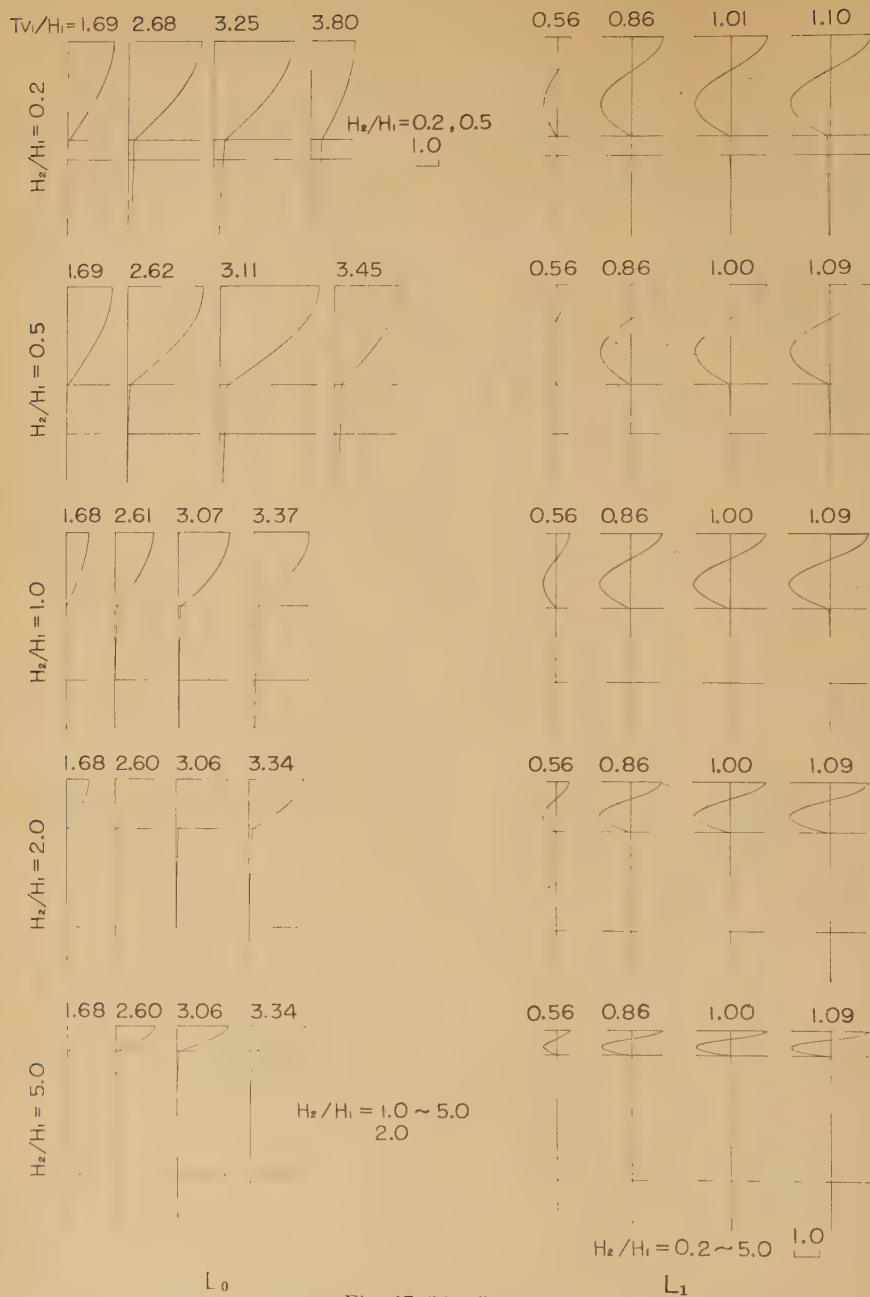 Tv₁/H₁=1.69 2.68 3.25 3.80 0.56 0.86 1.01 1.10
H₂/H₁=0.2
H₂/H₁=0.2, 0.5
1.0
1.69 2.62 3.11 3.45 0.56 0.86 1.00 1.09
H₂/H₁=0.5
1.68 2.61 3.07 3.37 0.56 0.86 1.00 1.09
H₂/H₁=1.0
1.68 2.60 3.06 3.34 0.56 0.86 1.00 1.09
H₂/H₁=2.0
1.68 2.60 3.06 3.34 0.56 0.86 1.00 1.09
H₂/H₁=5.0
H₂/H₁=1.0~5.0
2.0
H₂/H₁=0.2~5.0 1.0
L₀ L₁